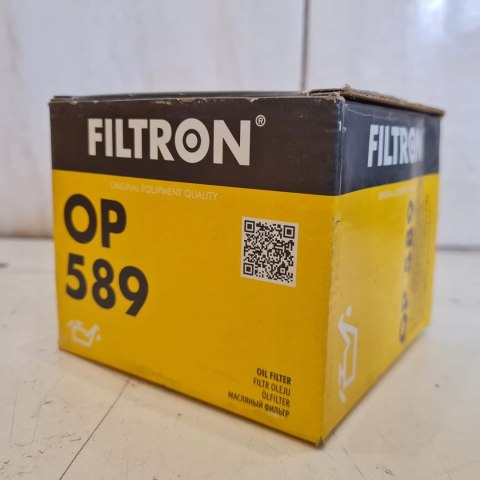 FILTRON®
ORIGINAL EQUIPMENT QUALITY
OP
589
OIL FILTER
FILTR OLEJU
ÖLFILTER
МАСЛЯНЫЙ ФИЛЬТР
FILTRON
OP 589